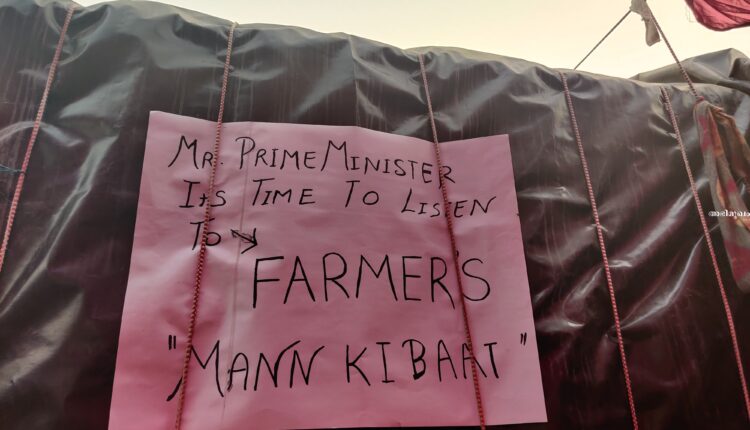 MR. PRIME MINISTER
ITS TIME TO LISTEN
TO →
FARMER'S
"MANN KI BAAT"